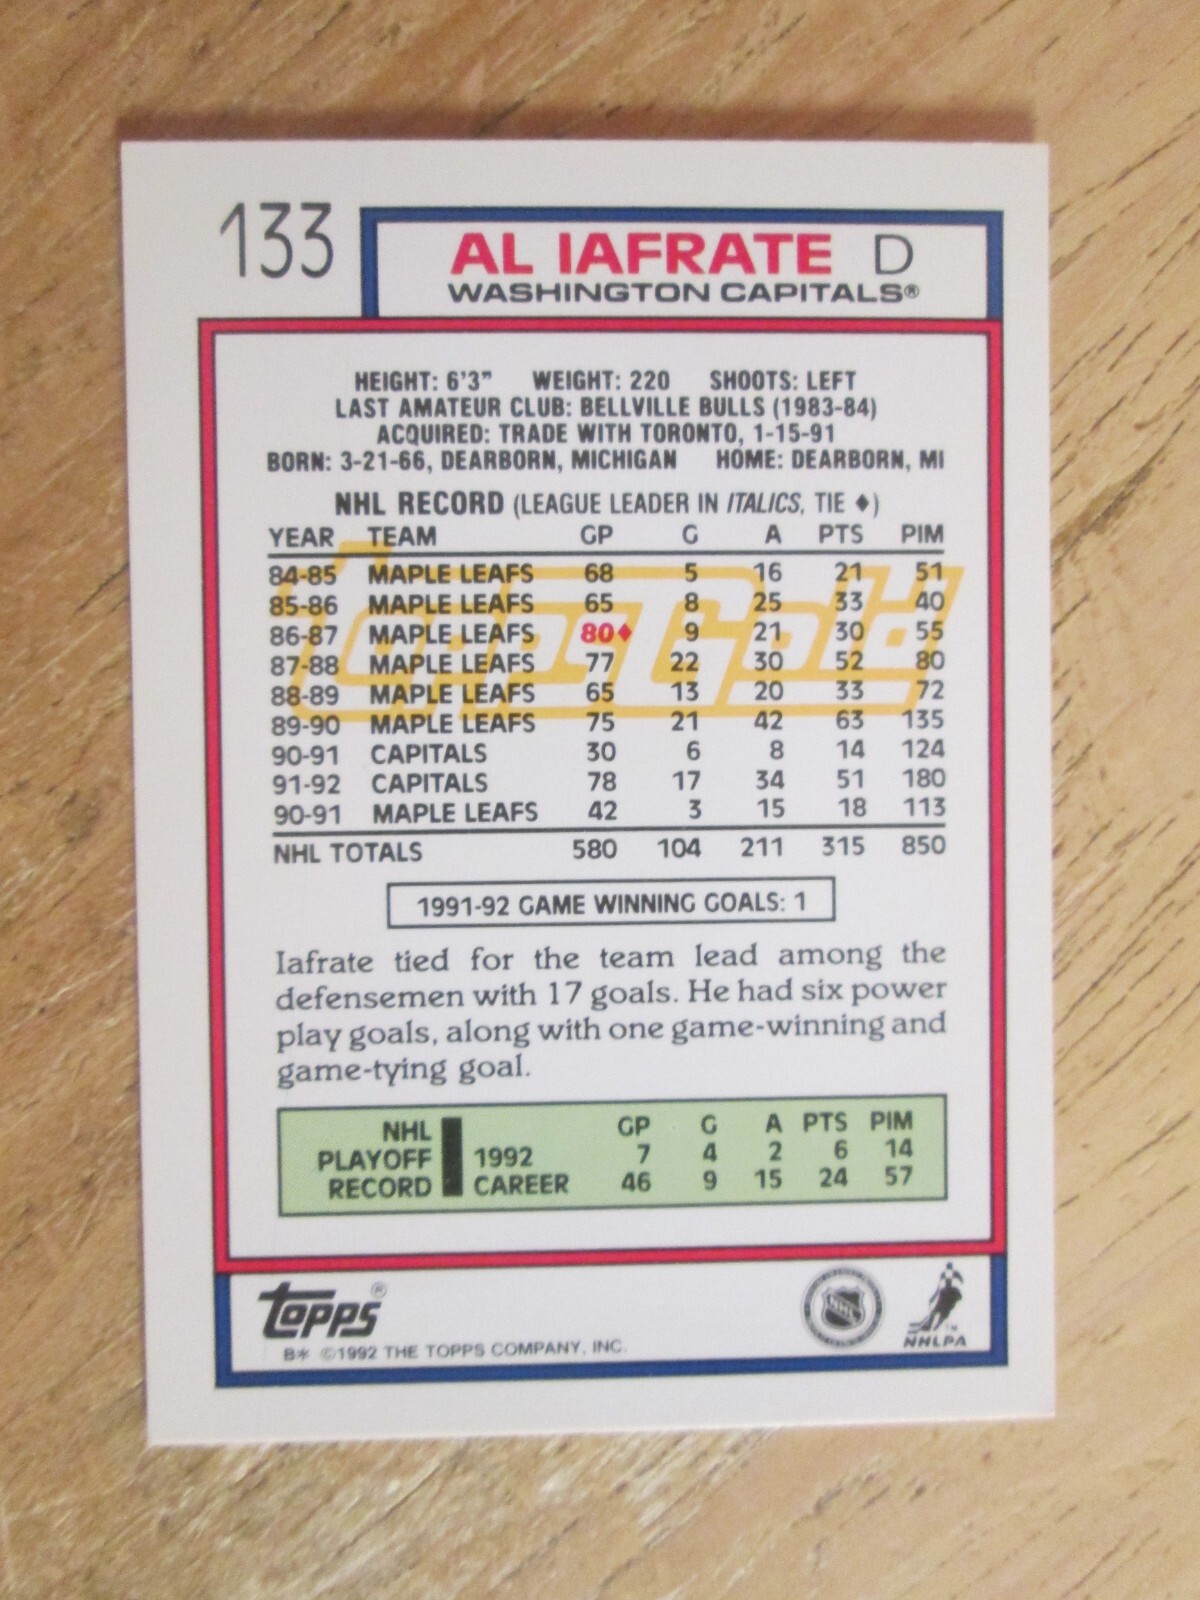 133
AL IAFRATE D
WASHINGTON CAPITALS®
HEIGHT: 6'3" WEIGHT: 220 SHOOTS: LEFT
LAST AMATEUR CLUB: BELLVILLE BULLS (1983-84)
ACQUIRED: TRADE WITH TORONTO, 1-15-91
BORN: 3-21-66, DEARBORN, MICHIGAN HOME: DEARBORN, MI
NHL RECORD (LEAGUE LEADER IN ITALICS, TIE ♦)
YEAR TEAM GP G A PTS PIM
Topps Gold
84-85 MAPLE LEAFS 68 5 16 21 51
85-86 MAPLE LEAFS 65 8 25 33 40
86-87 MAPLE LEAFS 80♦ 9 21 30 55
87-88 MAPLE LEAFS 77 22 30 52 80
88-89 MAPLE LEAFS 65 13 20 33 72
89-90 MAPLE LEAFS 75 21 42 63 135
90-91 CAPITALS 30 6 8 14 124
91-92 CAPITALS 78 17 34 51 180
90-91 MAPLE LEAFS 42 3 15 18 113
NHL TOTALS 580 104 211 315 850
1991-92 GAME WINNING GOALS: 1
Iafrate tied for the team lead among the
defensemen with 17 goals. He had six power
play goals, along with one game-winning and
game-tying goal.
NHL GP G A PTS PIM
PLAYOFF 1992 7 4 2 6 14
RECORD CAREER 46 9 15 24 57
TOPPS®
B* ©1992 THE TOPPS COMPANY, INC.
NHL
NHLPA ™